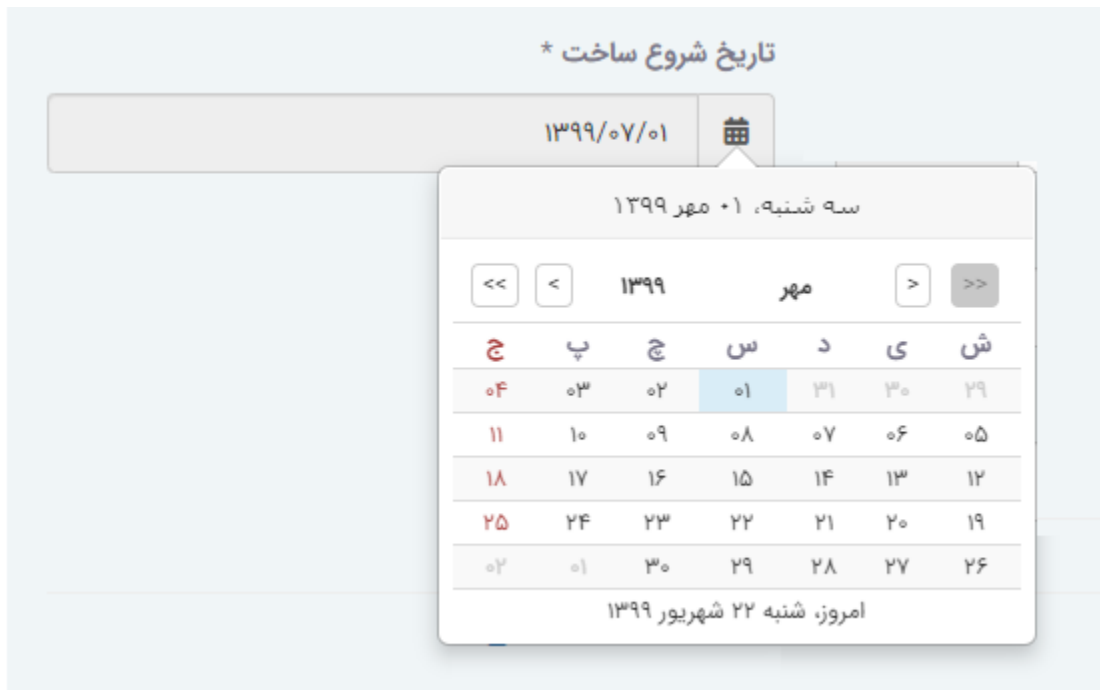 تاریخ شروع ساخت *
۱۳۹۹/۰۷/۰۱
سه شنبه، ۰۱ مهر ۱۳۹۹
>> > مهر ۱۳۹۹ < <<
ش ی د س چ پ ج
۲۹ ۳۰ ۳۱ ۰۱ ۰۲ ۰۳ ۰۴
۰۵ ۰۶ ۰۷ ۰۸ ۰۹ ۱۰ ۱۱
۱۲ ۱۳ ۱۴ ۱۵ ۱۶ ۱۷ ۱۸
۱۹ ۲۰ ۲۱ ۲۲ ۲۳ ۲۴ ۲۵
۲۶ ۲۷ ۲۸ ۲۹ ۳۰ ۰۱ ۰۲
امروز، شنبه ۲۲ شهریور ۱۳۹۹